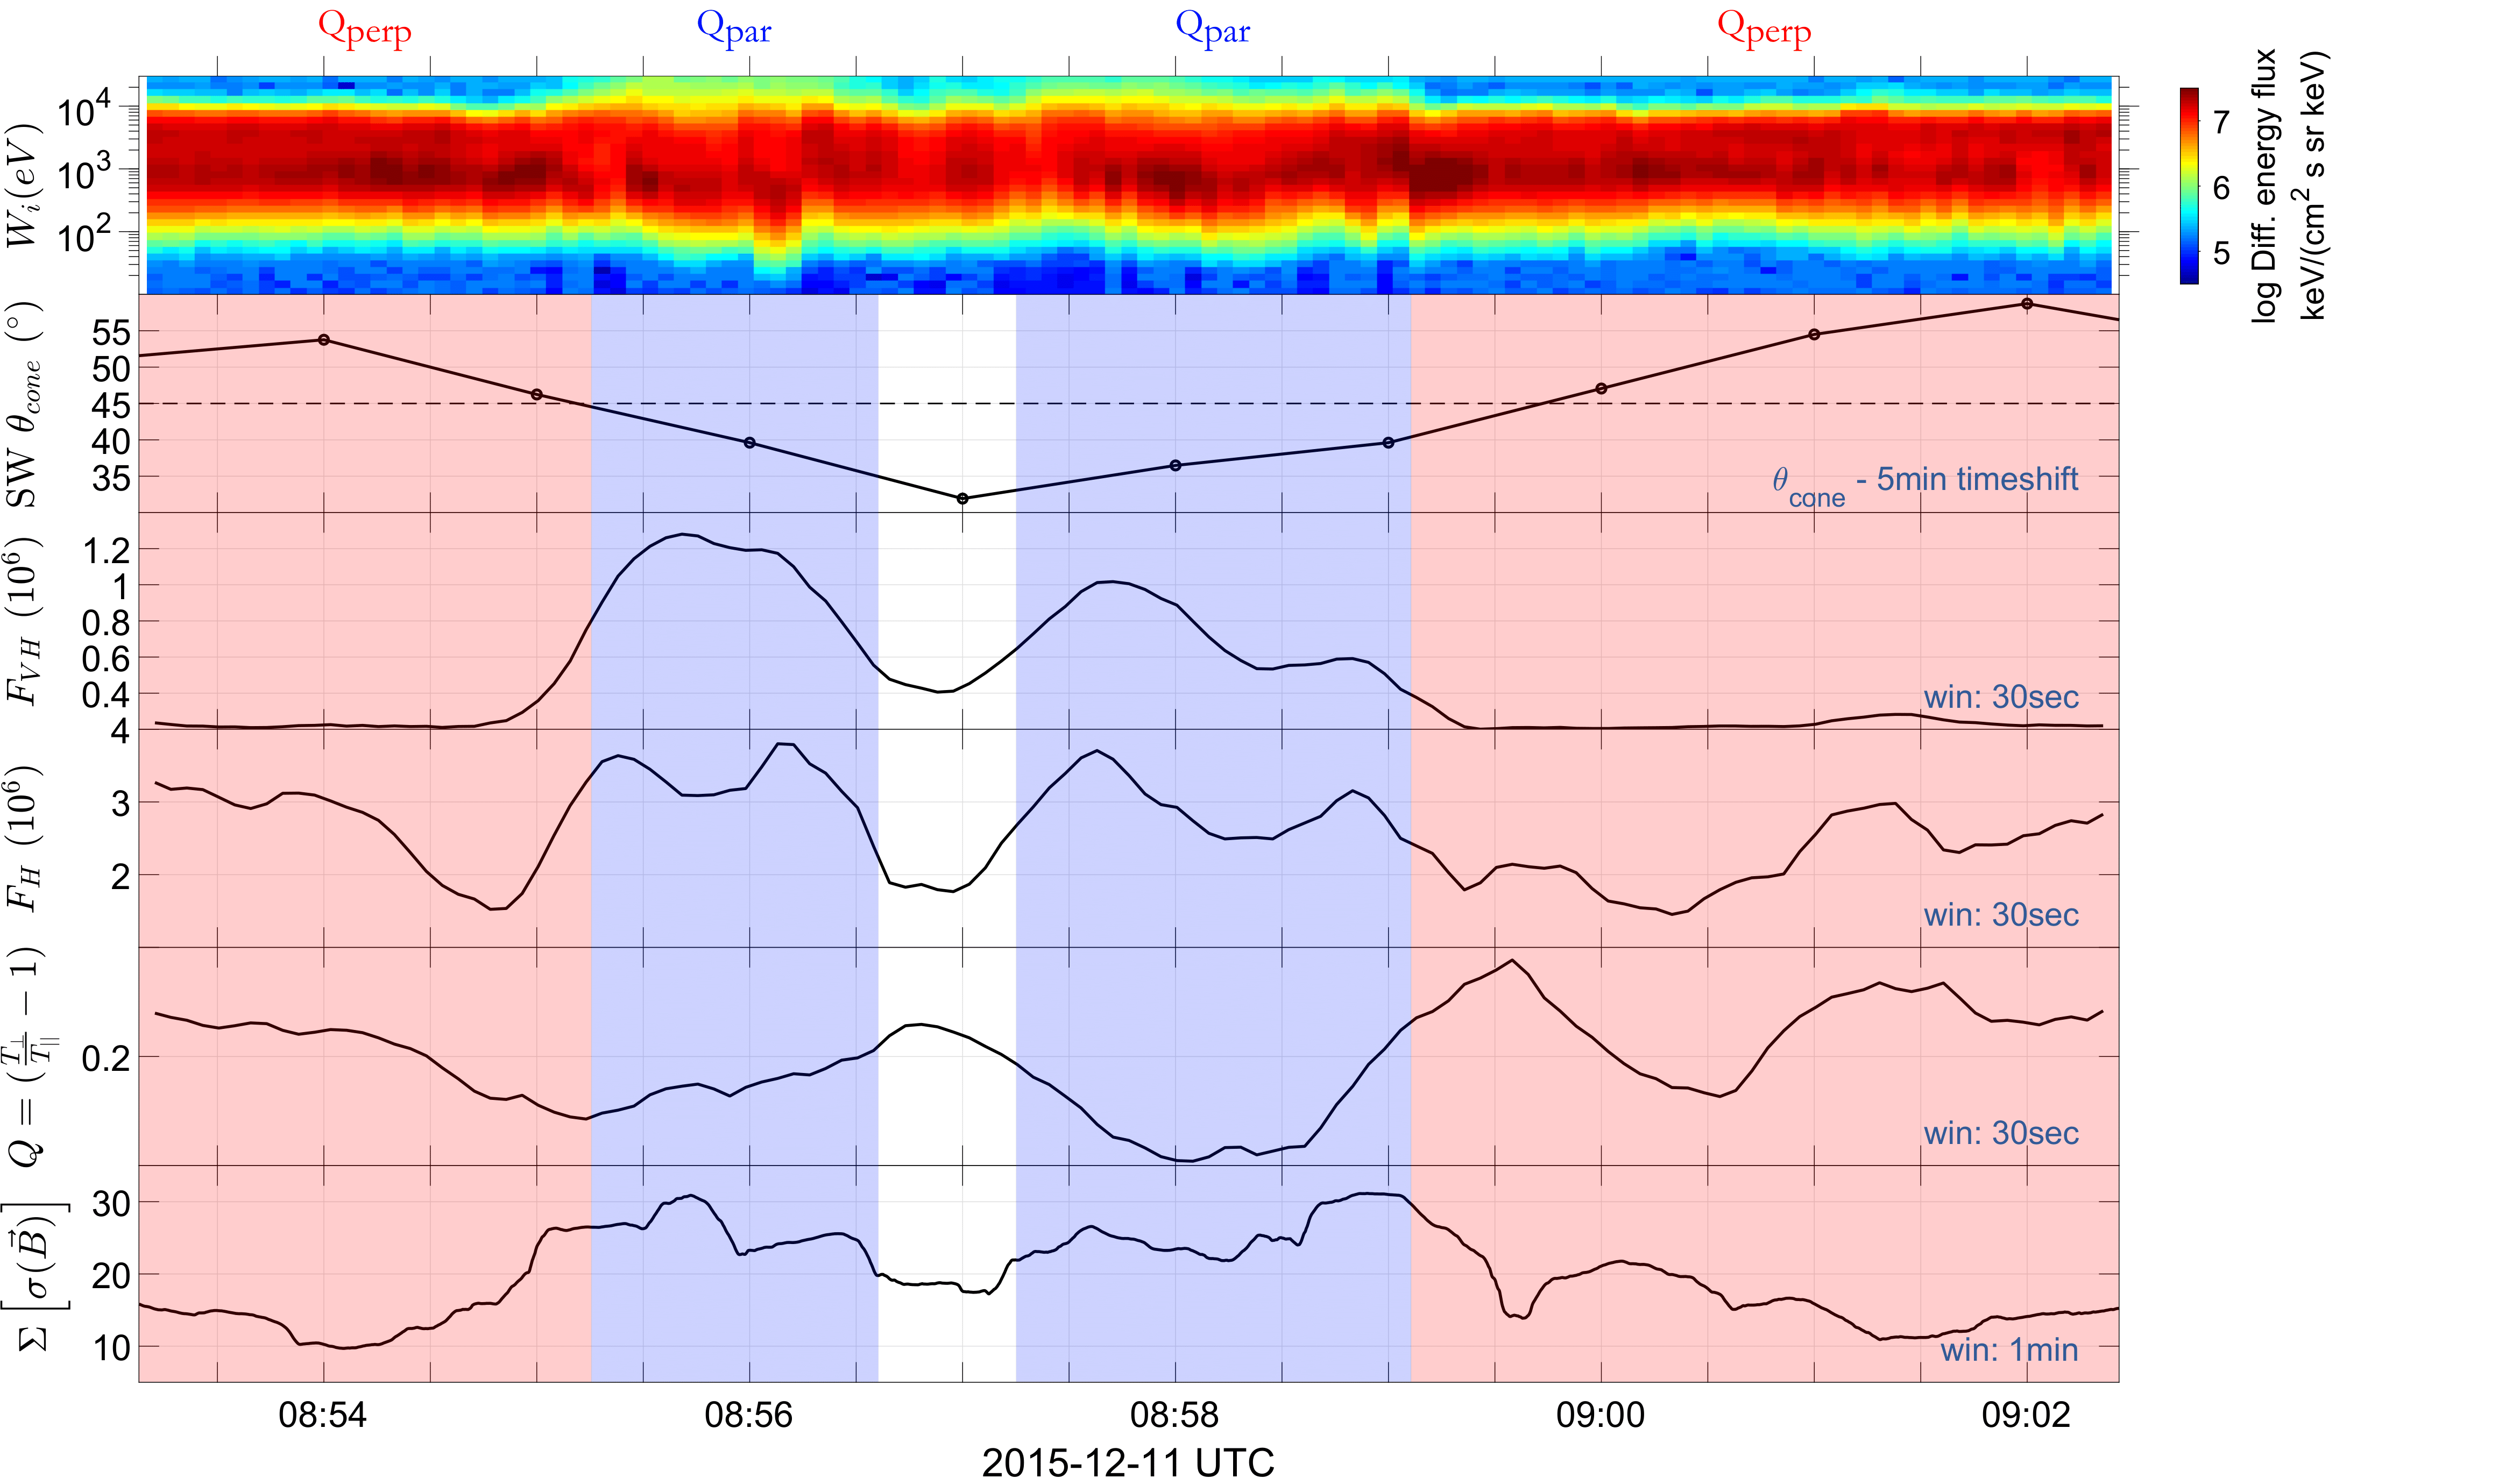 Qperp Qpar Qpar Qperp
W_i(eV)
10^4
10^3
10^2
7
6
5
log Diff. energy flux
keV/(cm^2 s sr keV)
SW θ_cone (°)
55
50
45
40
35
θ_cone - 5min timeshift
F_VH (10^6)
1.2
1
0.8
0.6
0.4
win: 30sec
F_H (10^6)
4
3
2
win: 30sec
Q = (T_⊥/T_|| − 1)
0.2
win: 30sec
Σ [σ(B⃗)]
30
20
10
win: 1min
08:54 08:56 08:58 09:00 09:02
2015-12-11 UTC